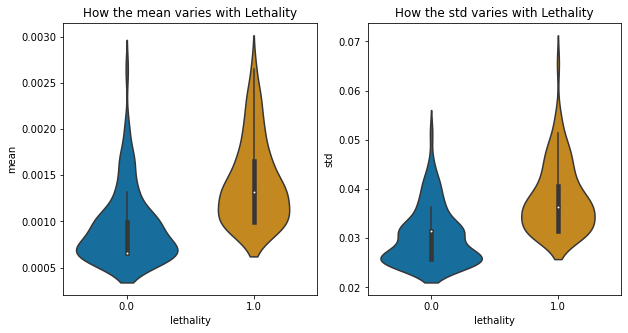 How the mean varies with Lethality
mean
0.0030
0.0025
0.0020
0.0015
0.0010
0.0005
0.0
1.0
lethality
How the std varies with Lethality
std
0.07
0.06
0.05
0.04
0.03
0.02
0.0
1.0
lethality